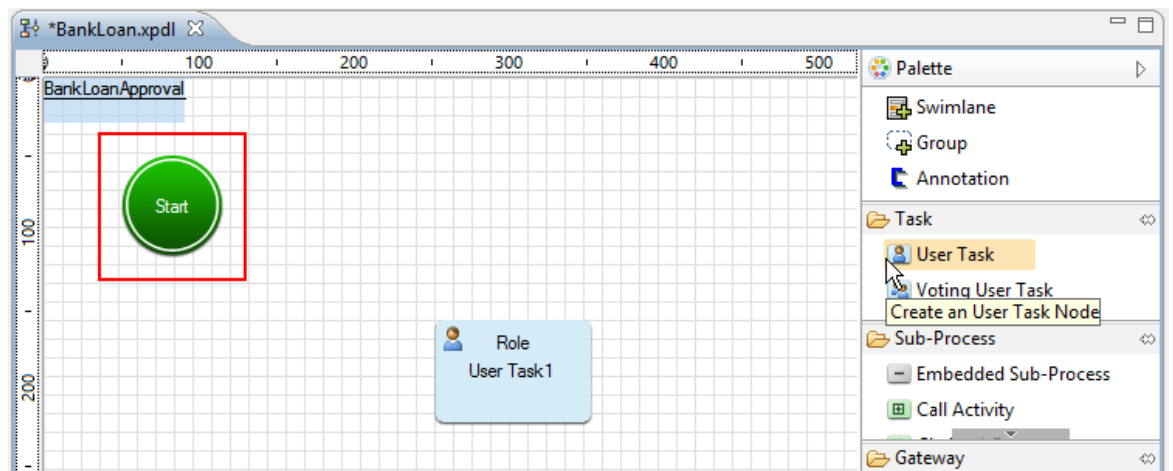 *BankLoan.xpdl
100 200 300 400 500
BankLoanApproval
Start
100
Role
User Task1
200
Palette
Swimlane
Group
Annotation
Task
User Task
Voting User Task
Create an User Task Node
Sub-Process
Embedded Sub-Process
Call Activity
Gateway